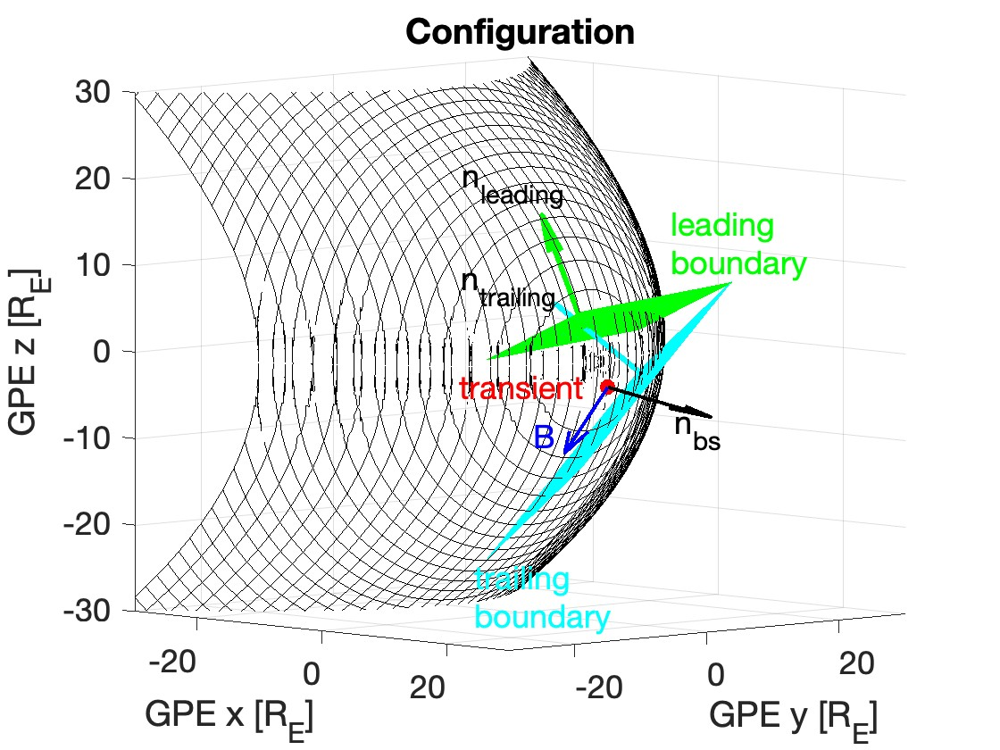 Configuration
30
20
10
0
-10
-20
-30
GPE z [R_E]
n_leading
n_trailing
leading
boundary
transient
B
n_bs
trailing
boundary
-20
0
20
GPE x [R_E]
-20
0
20
GPE y [R_E]